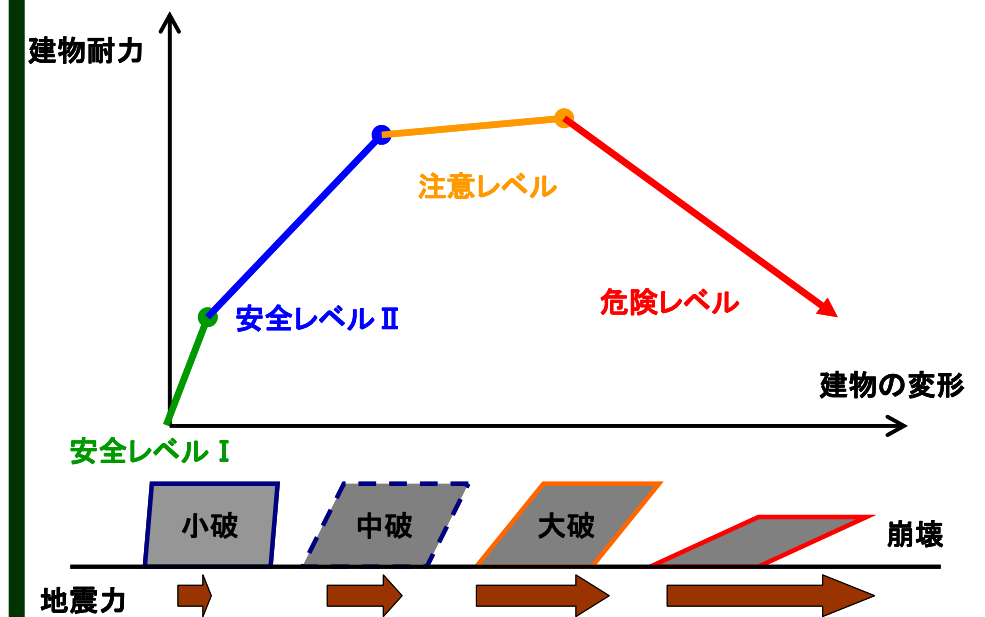 建物耐力
注意レベル
危険レベル
安全レベルⅡ
建物の変形
安全レベルⅠ
小破
中破
大破
崩壊
地震力